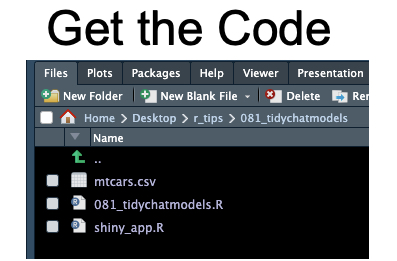 Get the Code
Files Plots Packages Help Viewer Presentation
New Folder New Blank File Delete Rer
Home Desktop r_tips 081_tidychatmodels
Name
..
mtcars.csv
081_tidychatmodels.R
shiny_app.R